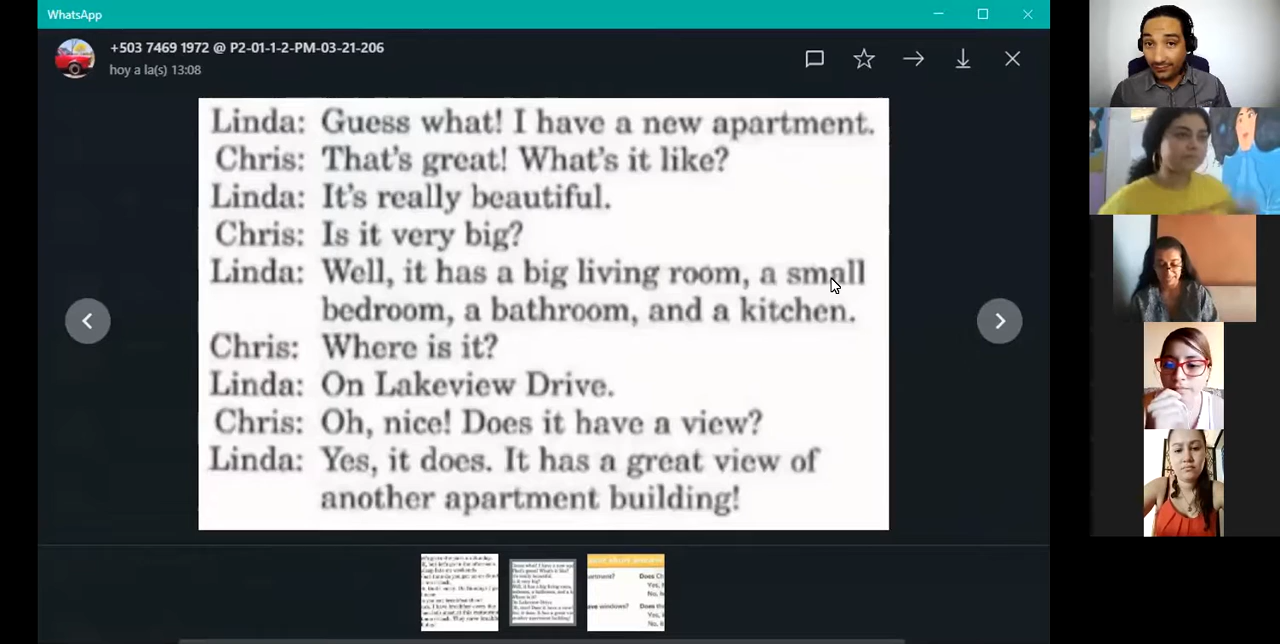 WhatsApp
+503 7469 1972 @ P2-01-1-2-PM-03-21-206
hoy a la(s) 13:08
Linda: Guess what! I have a new apartment.
Chris: That's great! What's it like?
Linda: It's really beautiful.
Chris: Is it very big?
Linda: Well, it has a big living room, a small
bedroom, a bathroom, and a kitchen.
Chris: Where is it?
Linda: On Lakeview Drive.
Chris: Oh, nice! Does it have a view?
Linda: Yes, it does. It has a great view of
another apartment building!